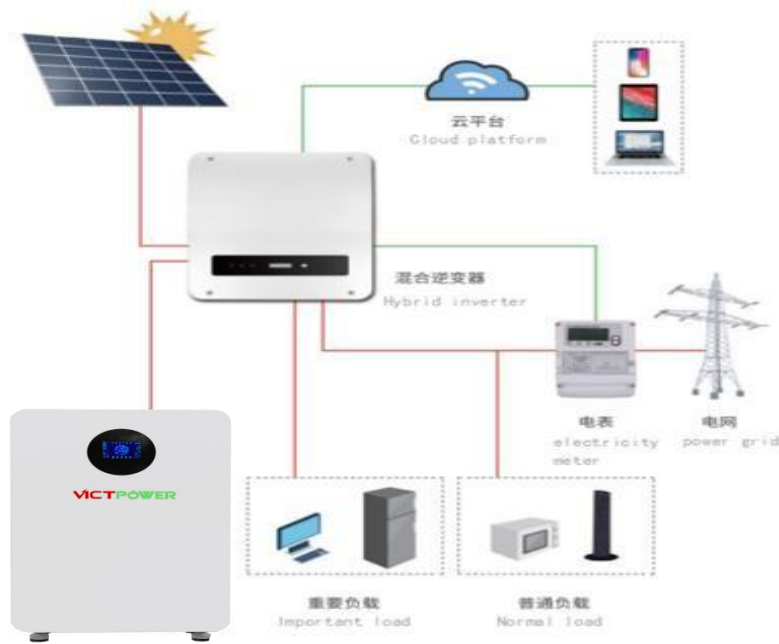 云平台
Cloud platform
混合逆变器
Hybrid inverter
电表
electricity
meter
电网
power grid
VICTPOWER
重要负载
Important load
普通负载
Normal load